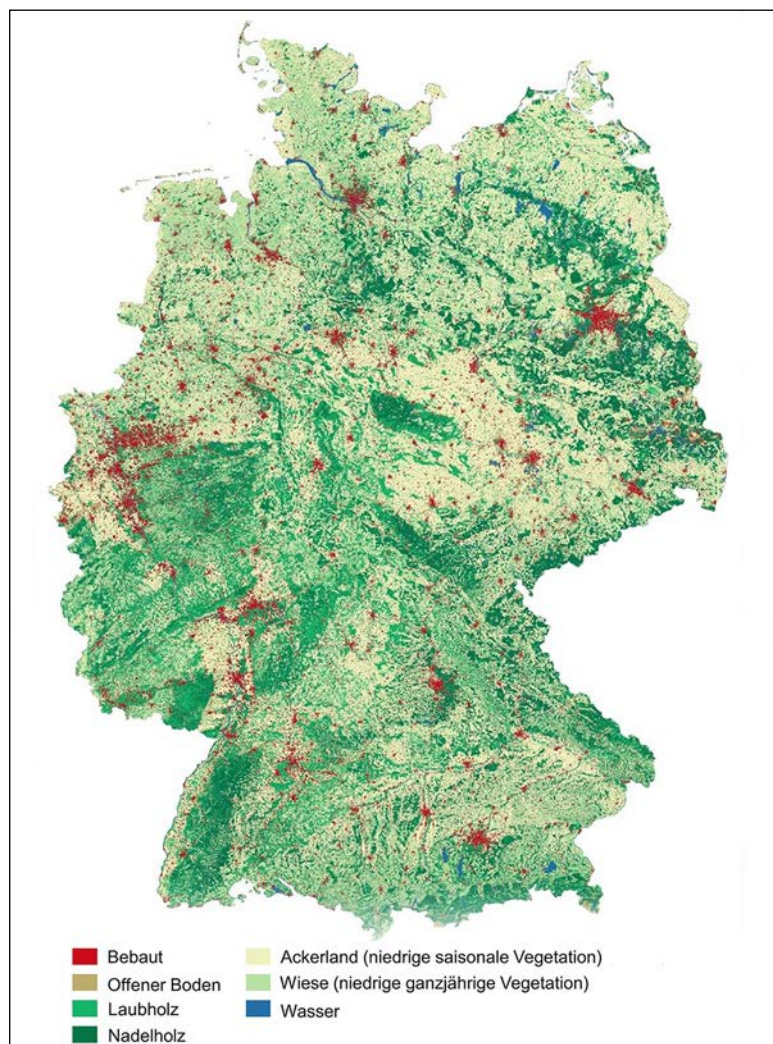 Bebaut
Offener Boden
Laubholz
Nadelholz
Ackerland (niedrige saisonale Vegetation)
Wiese (niedrige ganzjährige Vegetation)
Wasser